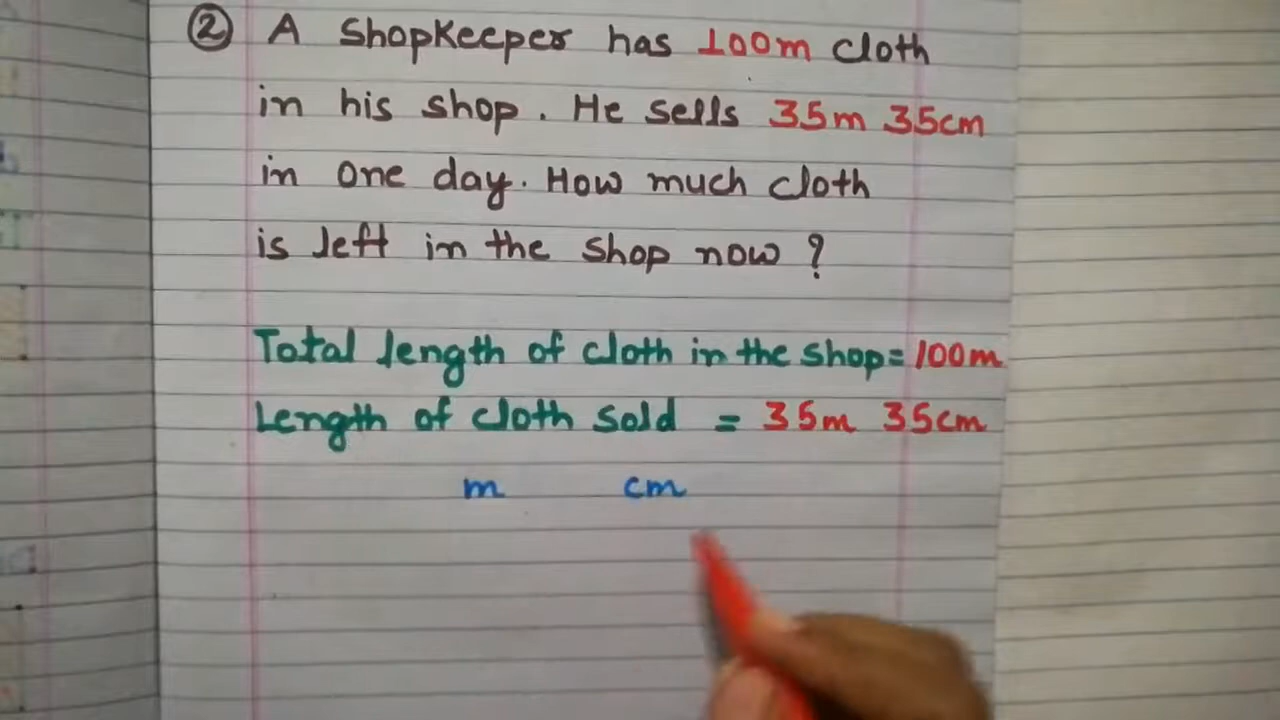 ② A Shopkeeper has 100m cloth
in his shop. He sells 35m 35cm
in one day. How much cloth
is left in the shop now?
Total length of cloth in the shop = 100m
Length of cloth sold = 35m 35cm
m cm